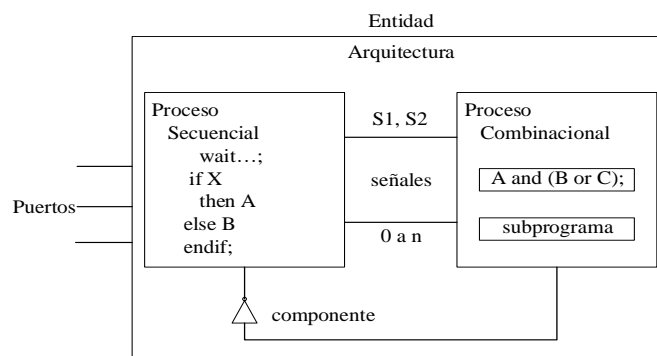 Entidad
Arquitectura
Proceso
Secuencial
wait…;
if X
then A
else B
endif;
S1, S2
señales
0 a n
Proceso
Combinacional
A and (B or C);
subprograma
Puertos
componente